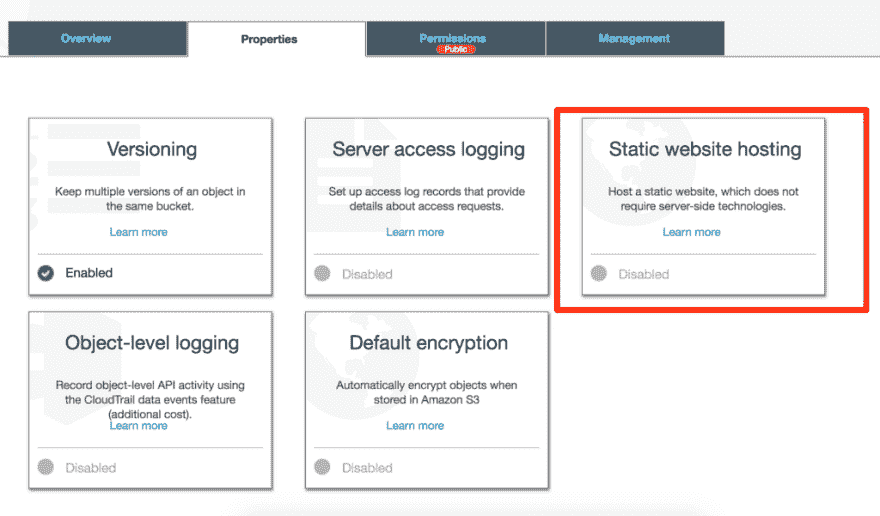 Overview
Properties
Permissions
Public
Management
Versioning
Keep multiple versions of an object in
the same bucket.
Learn more
Enabled
Server access logging
Set up access log records that provide
details about access requests.
Learn more
Disabled
Static website hosting
Host a static website, which does not
require server-side technologies.
Learn more
Disabled
Object-level logging
Record object-level API activity using
the CloudTrail data events feature
(additional cost).
Learn more
Disabled
Default encryption
Automatically encrypt objects when
stored in Amazon S3
Learn more
Disabled